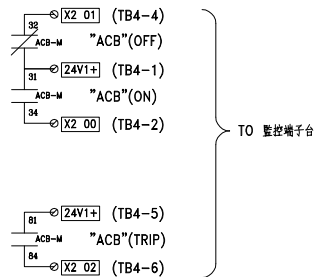 X2 01 (TB4-4)
32
ACB-M "ACB"(OFF)
31
24V1+ (TB4-1)
ACB-M "ACB"(ON)
34
X2 00 (TB4-2)
TO 監控端子台
24V1+ (TB4-5)
81
ACB-M "ACB"(TRIP)
84
X2 02 (TB4-6)